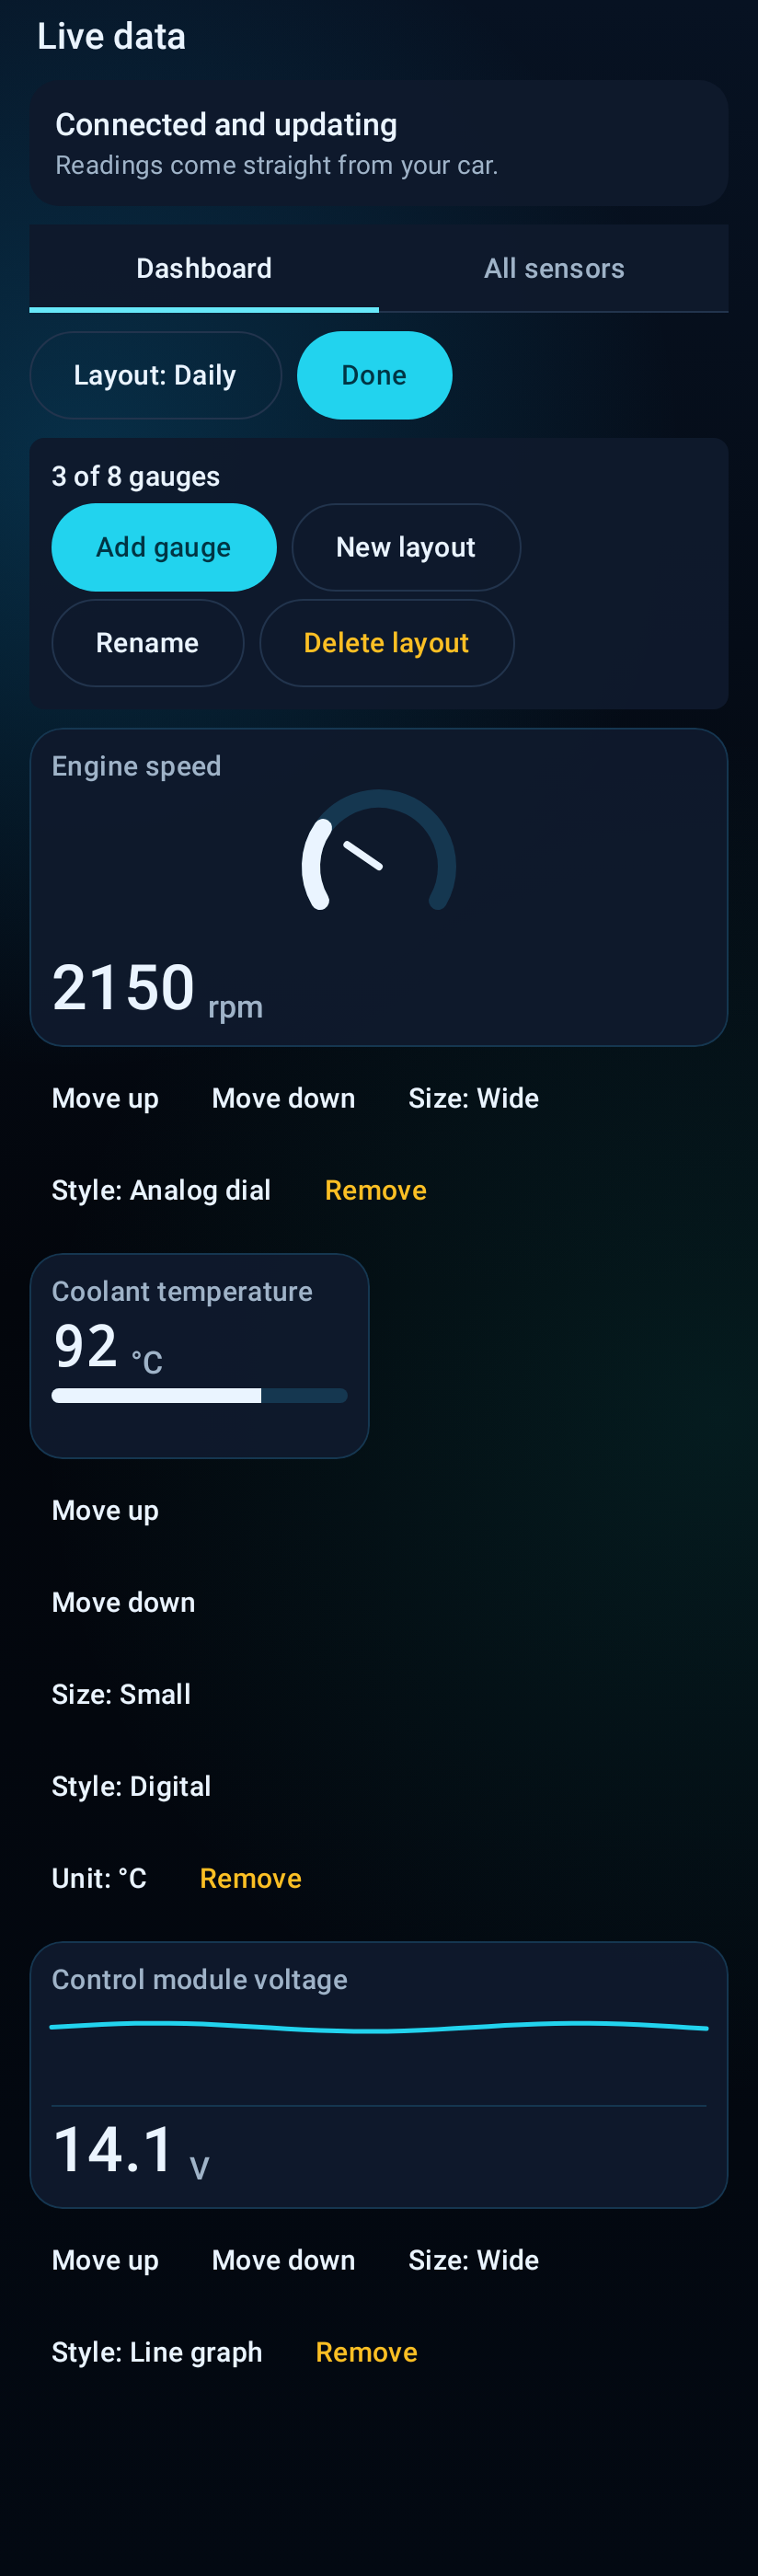 Live data
Connected and updating
Readings come straight from your car.
Dashboard All sensors
Layout: Daily Done
3 of 8 gauges
Add gauge New layout
Rename Delete layout
Engine speed
2150 rpm
Move up Move down Size: Wide
Style: Analog dial Remove
Coolant temperature
92 °C
Move up
Move down
Size: Small
Style: Digital
Unit: °C Remove
Control module voltage
14.1 V
Move up Move down Size: Wide
Style: Line graph Remove